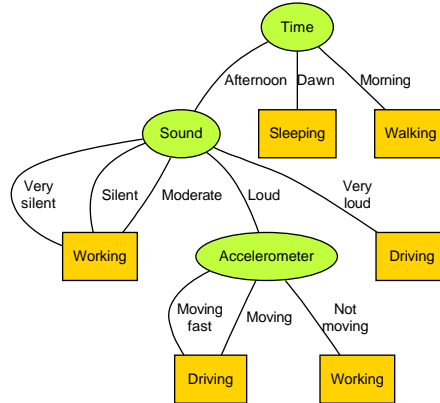 Time
Afternoon
Dawn
Morning
Sound
Sleeping
Walking
Very
silent
Silent
Moderate
Loud
Very
loud
Working
Accelerometer
Driving
Moving
fast
Moving
Not
moving
Driving
Working